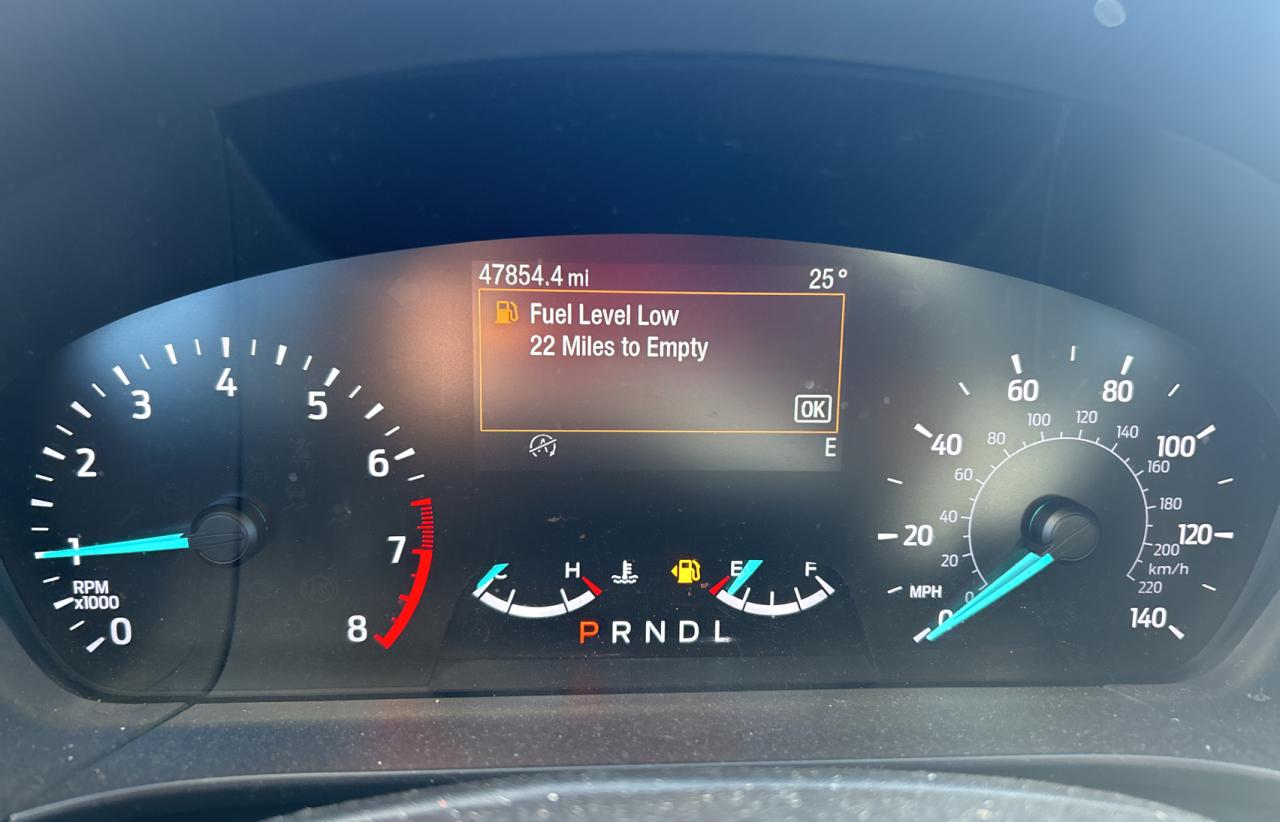 47854.4 mi 25°
Fuel Level Low
22 Miles to Empty
OK
A E
0 1 2 3 4 5 6 7 8
RPM
x1000
C H E F
P R N D L
0 20 40 60 80 100 120 140
MPH
0 20 40 60 80 100 120 140 160 180 200 220
km/h